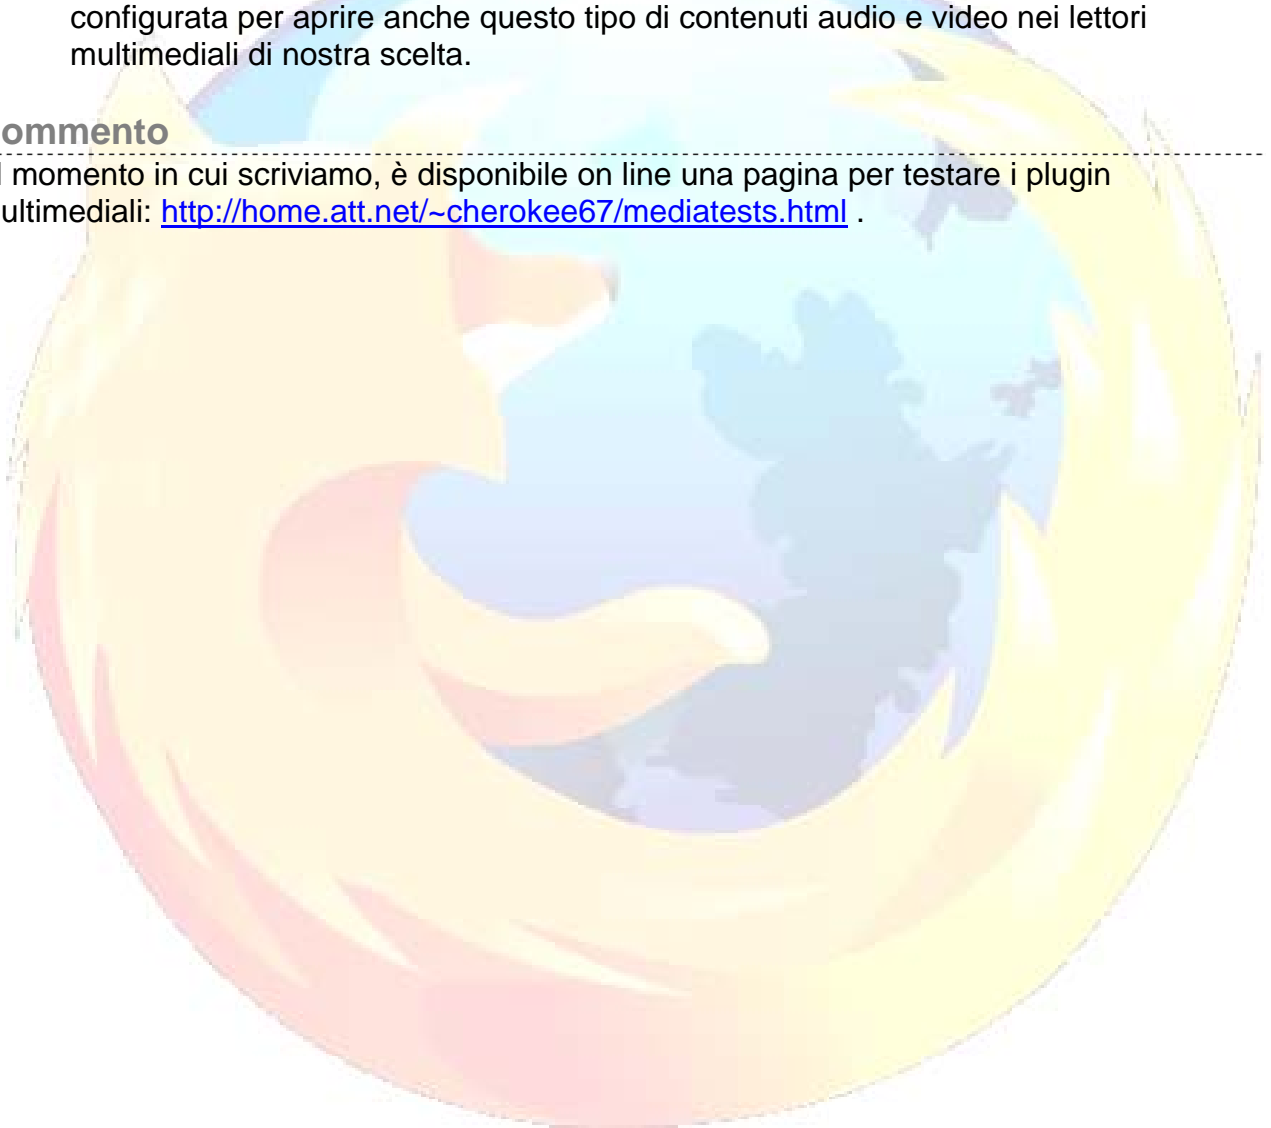 configurata per aprire anche questo tipo di contenuti audio e video nei lettori
multimediali di nostra scelta.
ommento
l momento in cui scriviamo, è disponibile on line una pagina per testare i plugin
ultimediali: http://home.att.net/~cherokee67/mediatests.html .